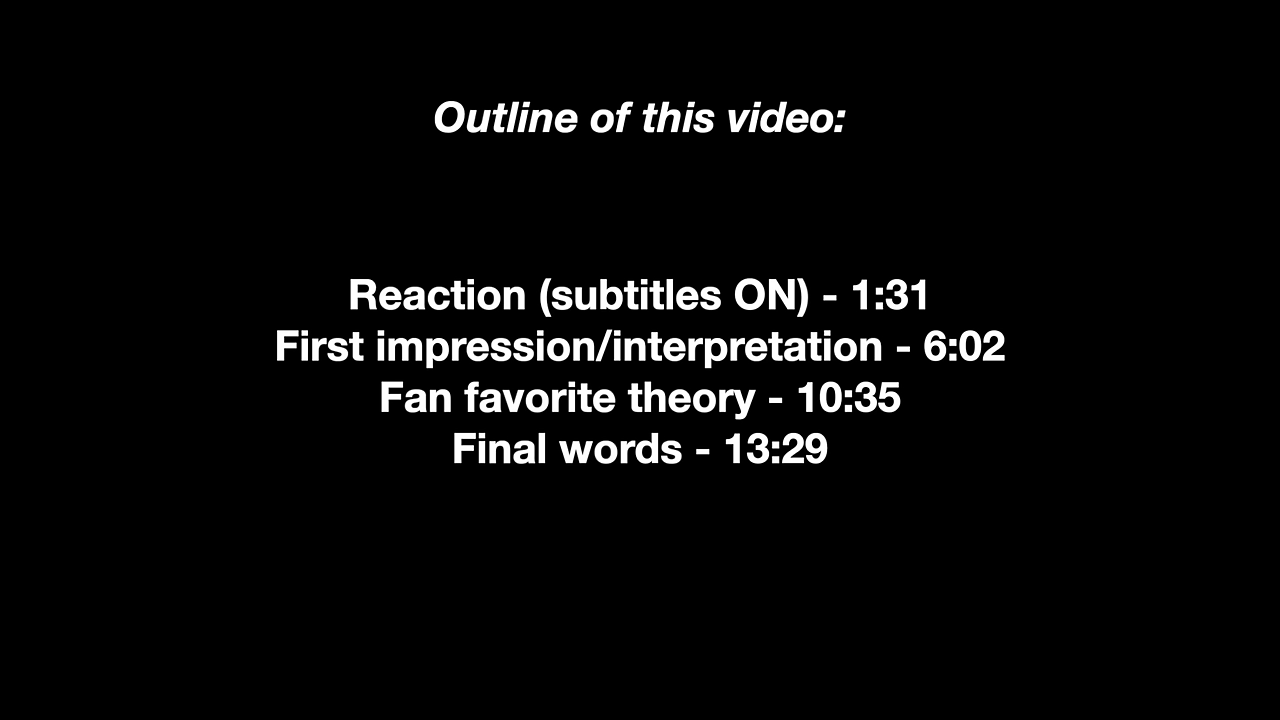 Outline of this video:
Reaction (subtitles ON) - 1:31
First impression/interpretation - 6:02
Fan favorite theory - 10:35
Final words - 13:29